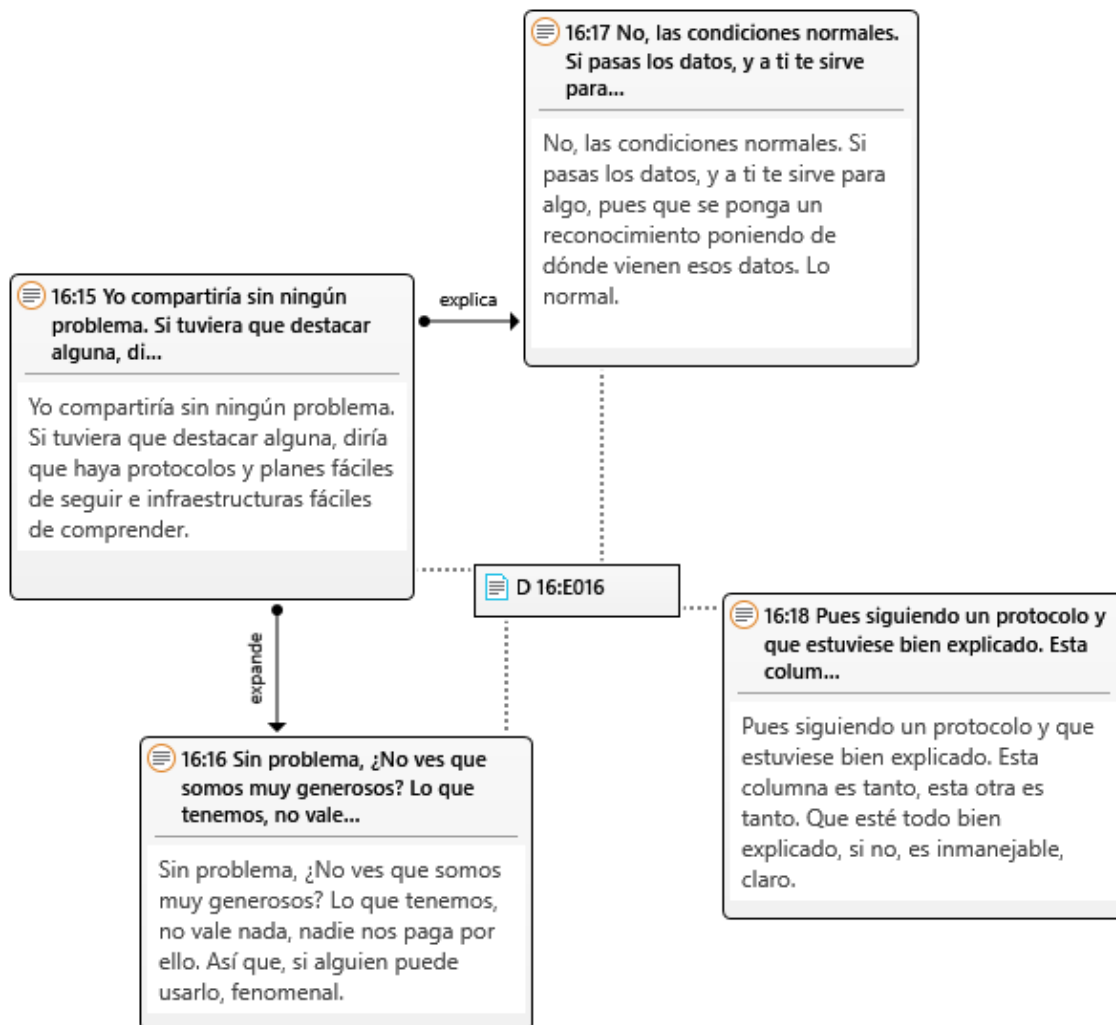 16:17 No, las condiciones normales.
Si pasas los datos, y a ti te sirve
para...
No, las condiciones normales. Si
pasas los datos, y a ti te sirve para
algo, pues que se ponga un
reconocimiento poniendo de
dónde vienen esos datos. Lo
normal.
16:15 Yo compartiría sin ningún
problema. Si tuviera que destacar
alguna, di...
Yo compartiría sin ningún problema.
Si tuviera que destacar alguna, diría
que haya protocolos y planes fáciles
de seguir e infraestructuras fáciles
de comprender.
explica
D 16:E016
expande
16:18 Pues siguiendo un protocolo y
que estuviese bien explicado. Esta
colum...
Pues siguiendo un protocolo y que
estuviese bien explicado. Esta
columna es tanto, esta otra es
tanto. Que esté todo bien
explicado, si no, es inmanejable,
claro.
16:16 Sin problema, ¿No ves que
somos muy generosos? Lo que
tenemos, no vale...
Sin problema, ¿No ves que somos
muy generosos? Lo que tenemos,
no vale nada, nadie nos paga por
ello. Así que, si alguien puede
usarlo, fenomenal.